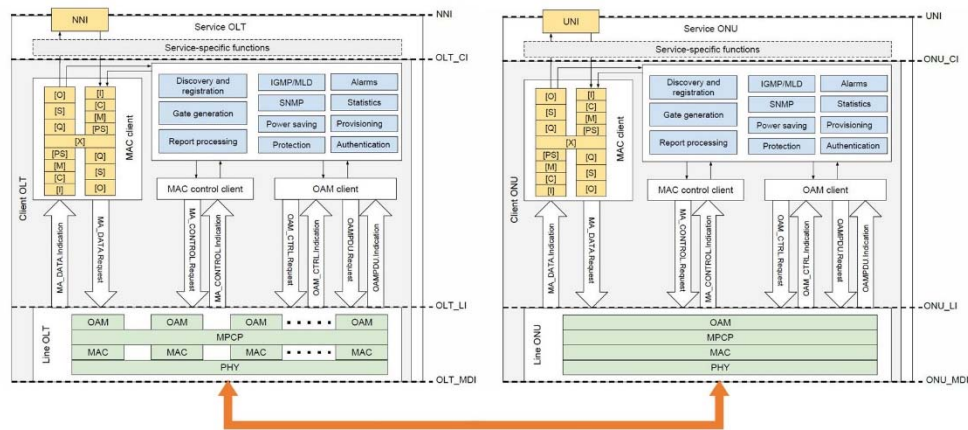 NNI
NNI
Service OLT
Service-specific functions
OLT_CI
Client OLT
MAC client
[O]
[S]
[Q]
[X]
[PS]
[M]
[C]
[I]
[I]
[C]
[M]
[PS]
[Q]
[S]
[O]
Discovery and
registration
Gate generation
Report processing
IGMP/MLD
SNMP
Power saving
Protection
Alarms
Statistics
Provisioning
Authentication
MAC control client
OAM client
MA_DATA.Indication
MA_DATA.Request
MA_CONTROL.Request
MA_CONTROL.Indication
OAM_CTRL.Request
OAM_CTRL.Indication
OAMPDU.Request
OAMPDU.Indication
OLT_LI
Line OLT
OAM OAM OAM OAM
MPCP
MAC MAC MAC MAC
PHY
OLT_MDI
UNI
UNI
Service ONU
Service-specific functions
ONU_CI
Client ONU
MAC client
[O]
[S]
[Q]
[X]
[PS]
[M]
[C]
[I]
[I]
[C]
[M]
[PS]
[Q]
[S]
[O]
Discovery and
registration
Gate generation
Report processing
IGMP/MLD
SNMP
Power saving
Protection
Alarms
Statistics
Provisioning
Authentication
MAC control client
OAM client
MA_DATA.Indication
MA_DATA.Request
MA_CONTROL.Request
MA_CONTROL.Indication
OAM_CTRL.Request
OAM_CTRL.Indication
OAMPDU.Request
OAMPDU.Indication
ONU_LI
Line ONU
OAM
MPCP
MAC
PHY
ONU_MDI